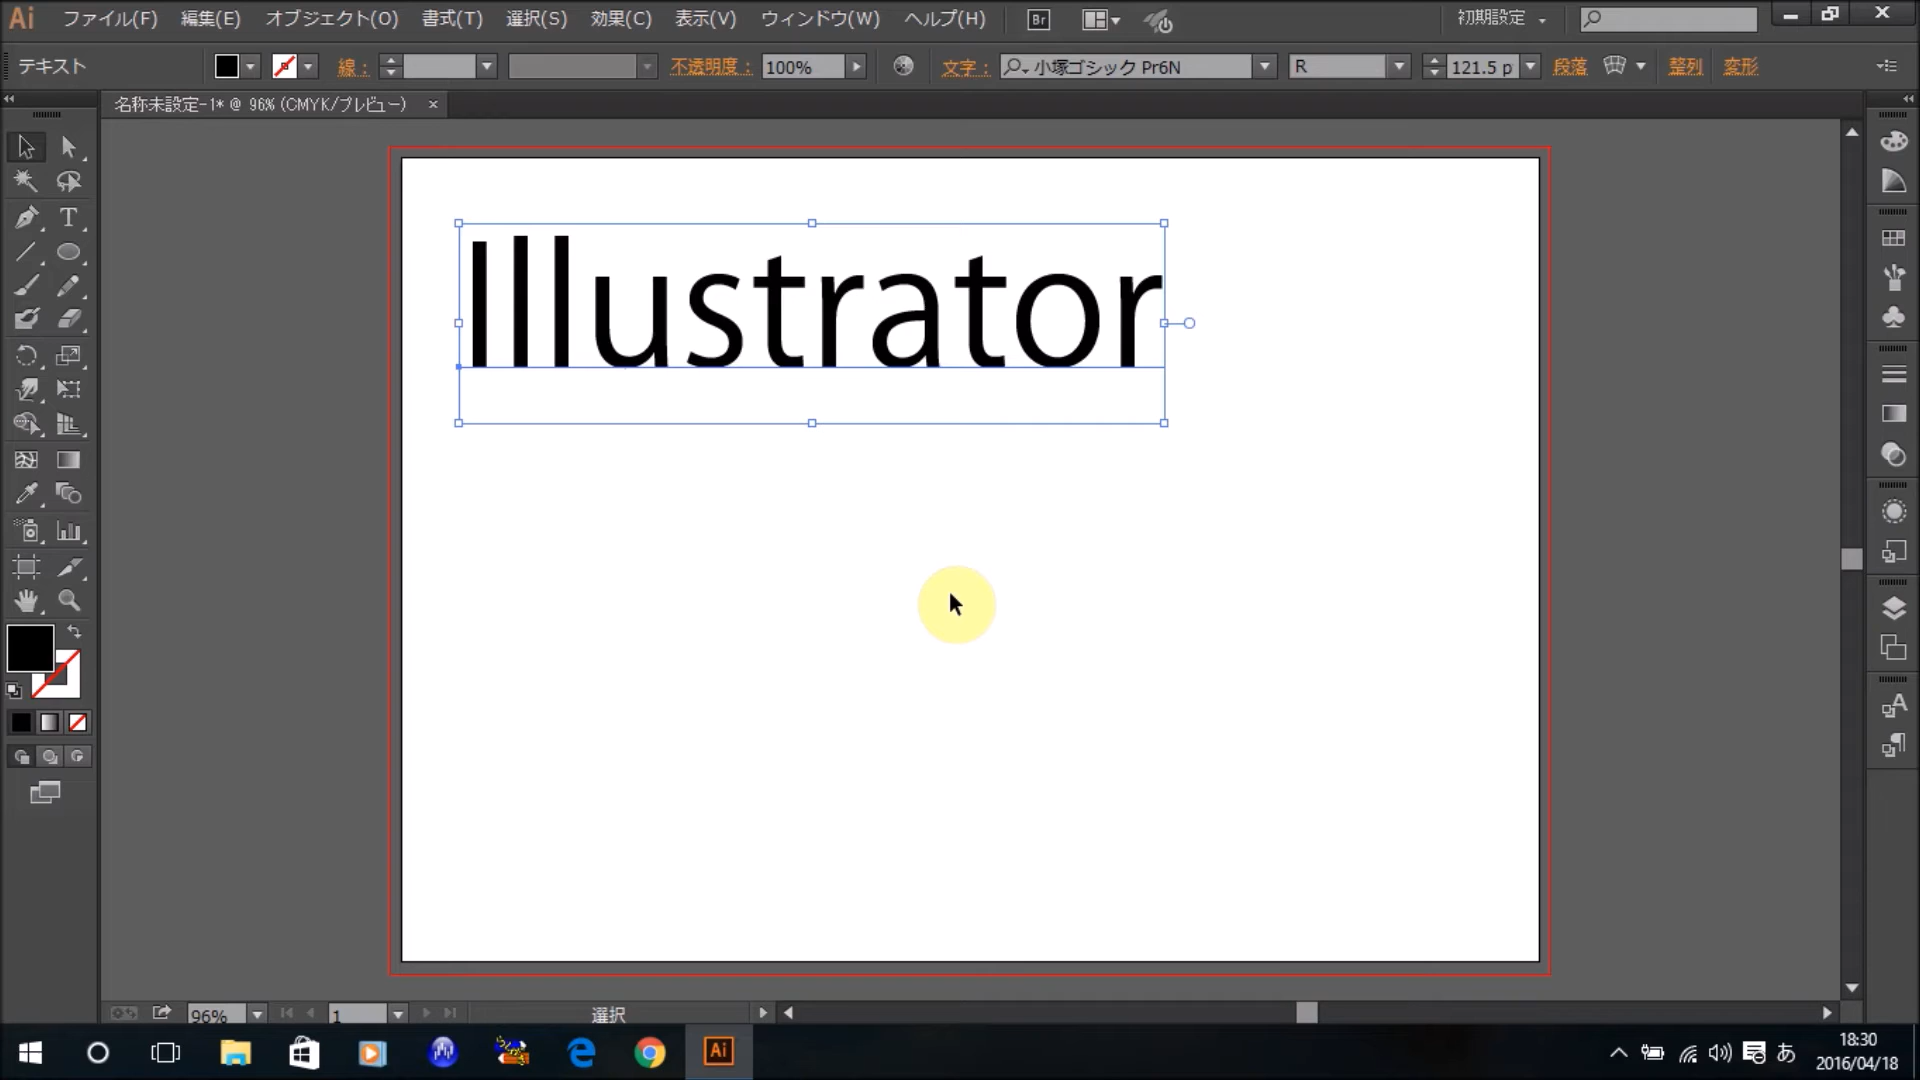 Ai ファイル(F) 編集(E) オブジェクト(O) 書式(T) 選択(S) 効果(C) 表示(V) ウィンドウ(W) ヘルプ(H) Br 初期設定
テキスト 線： 不透明度： 100% 文字： 小塚ゴシック Pr6N R 121.5 p 段落 整列 変形
名称未設定-1* @ 96% (CMYK/プレビュー) ×
Illustrator
96% 1 選択
Ai あ 18:30
2016/04/18